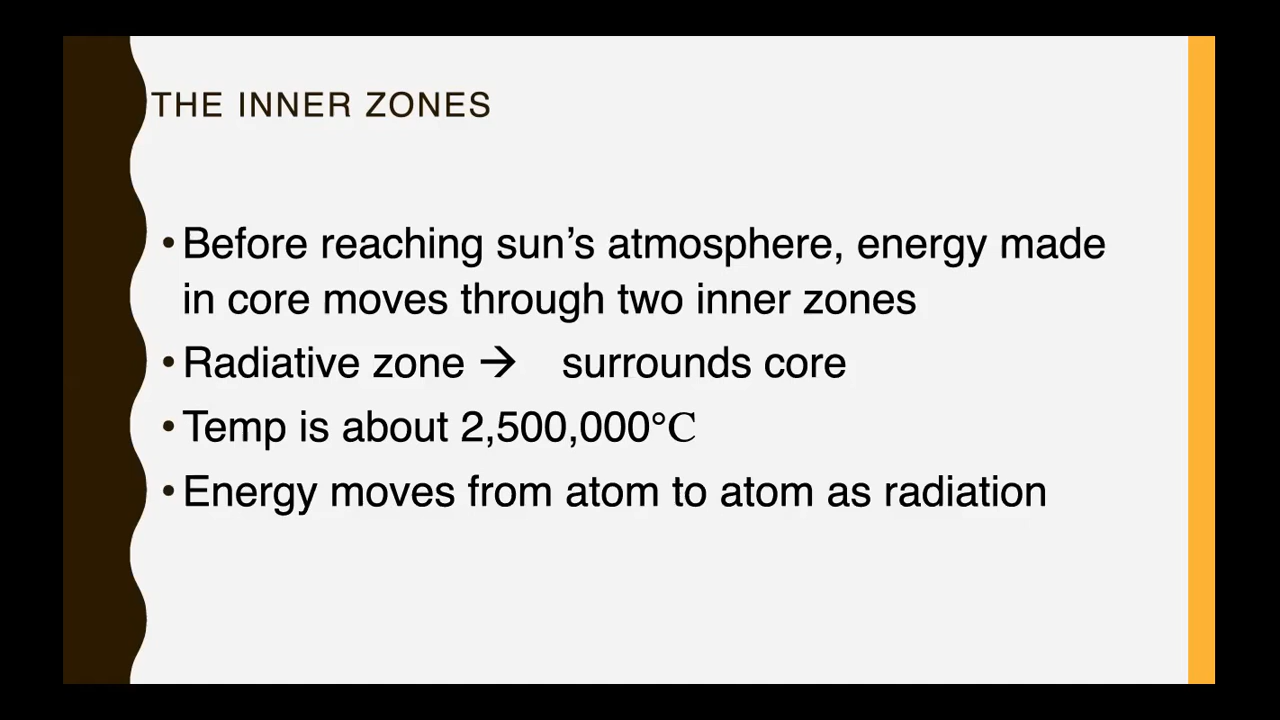 THE INNER ZONES
•Before reaching sun’s atmosphere, energy made
in core moves through two inner zones
•Radiative zone → surrounds core
•Temp is about 2,500,000°C
•Energy moves from atom to atom as radiation